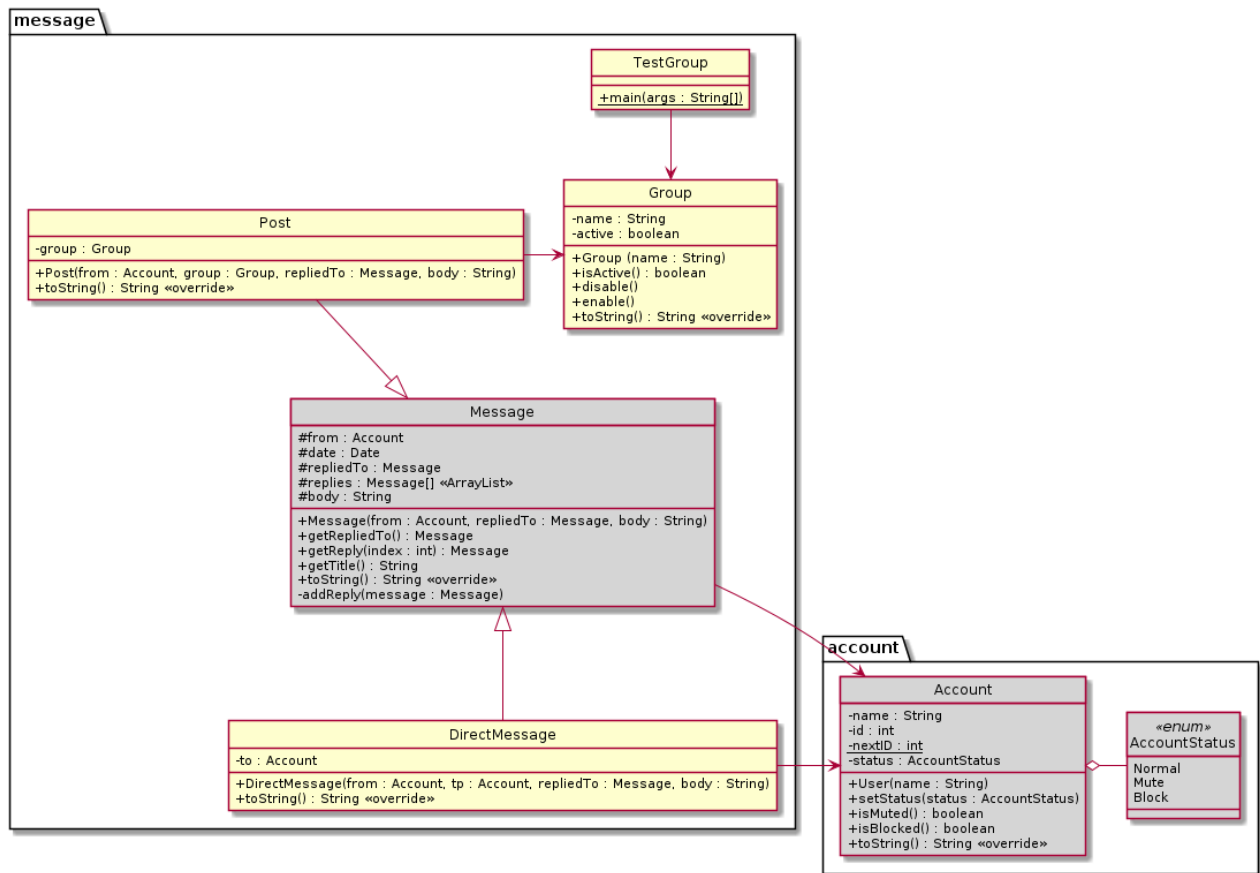 message
TestGroup
+main(args : String[])
Group
-name : String
-active : boolean
+Group (name : String)
+isActive() : boolean
+disable()
+enable()
+toString() : String «override»
Post
-group : Group
+Post(from : Account, group : Group, repliedTo : Message, body : String)
+toString() : String «override»
Message
#from : Account
#date : Date
#repliedTo : Message
#replies : Message[] «ArrayList»
#body : String
+Message(from : Account, repliedTo : Message, body : String)
+getRepliedTo() : Message
+getReply(index : int) : Message
+getTitle() : String
+toString() : String «override»
-addReply(message : Message)
DirectMessage
-to : Account
+DirectMessage(from : Account, tp : Account, repliedTo : Message, body : String)
+toString() : String «override»
account
Account
-name : String
-id : int
-nextID : int
-status : AccountStatus
+User(name : String)
+setStatus(status : AccountStatus)
+isMuted() : boolean
+isBlocked() : boolean
+toString() : String «override»
«enum»
AccountStatus
Normal
Mute
Block